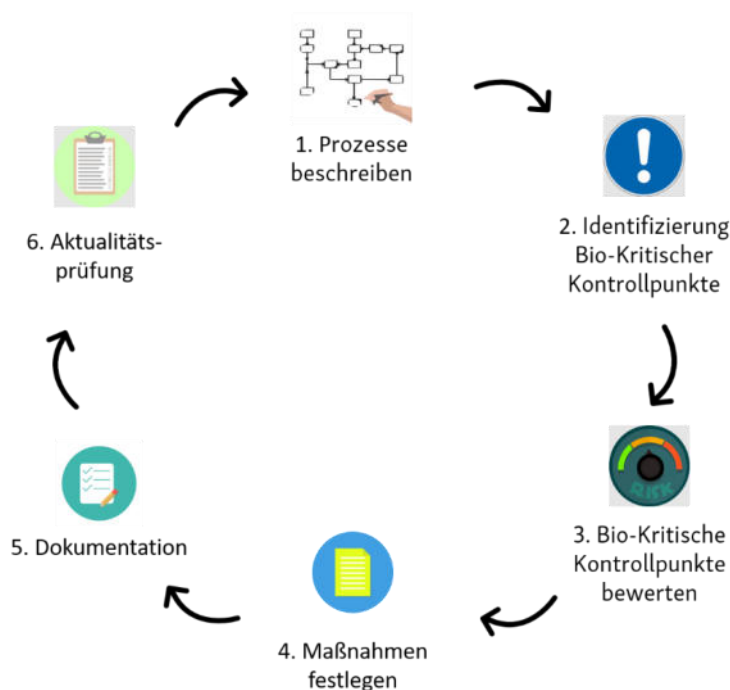 1. Prozesse
beschreiben
2. Identifizierung
Bio-Kritischer
Kontrollpunkte
RISK
3. Bio-Kritische
Kontrollpunkte
bewerten
4. Maßnahmen
festlegen
5. Dokumentation
6. Aktualitäts-
prüfung